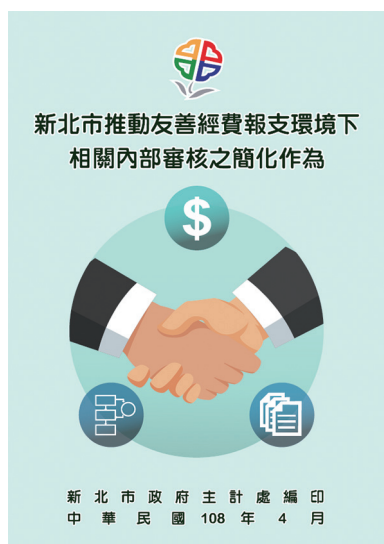 新北市推動友善經費報支環境下
相關內部審核之簡化作為
$
新北市政府主計處編印
中華民國108年4月